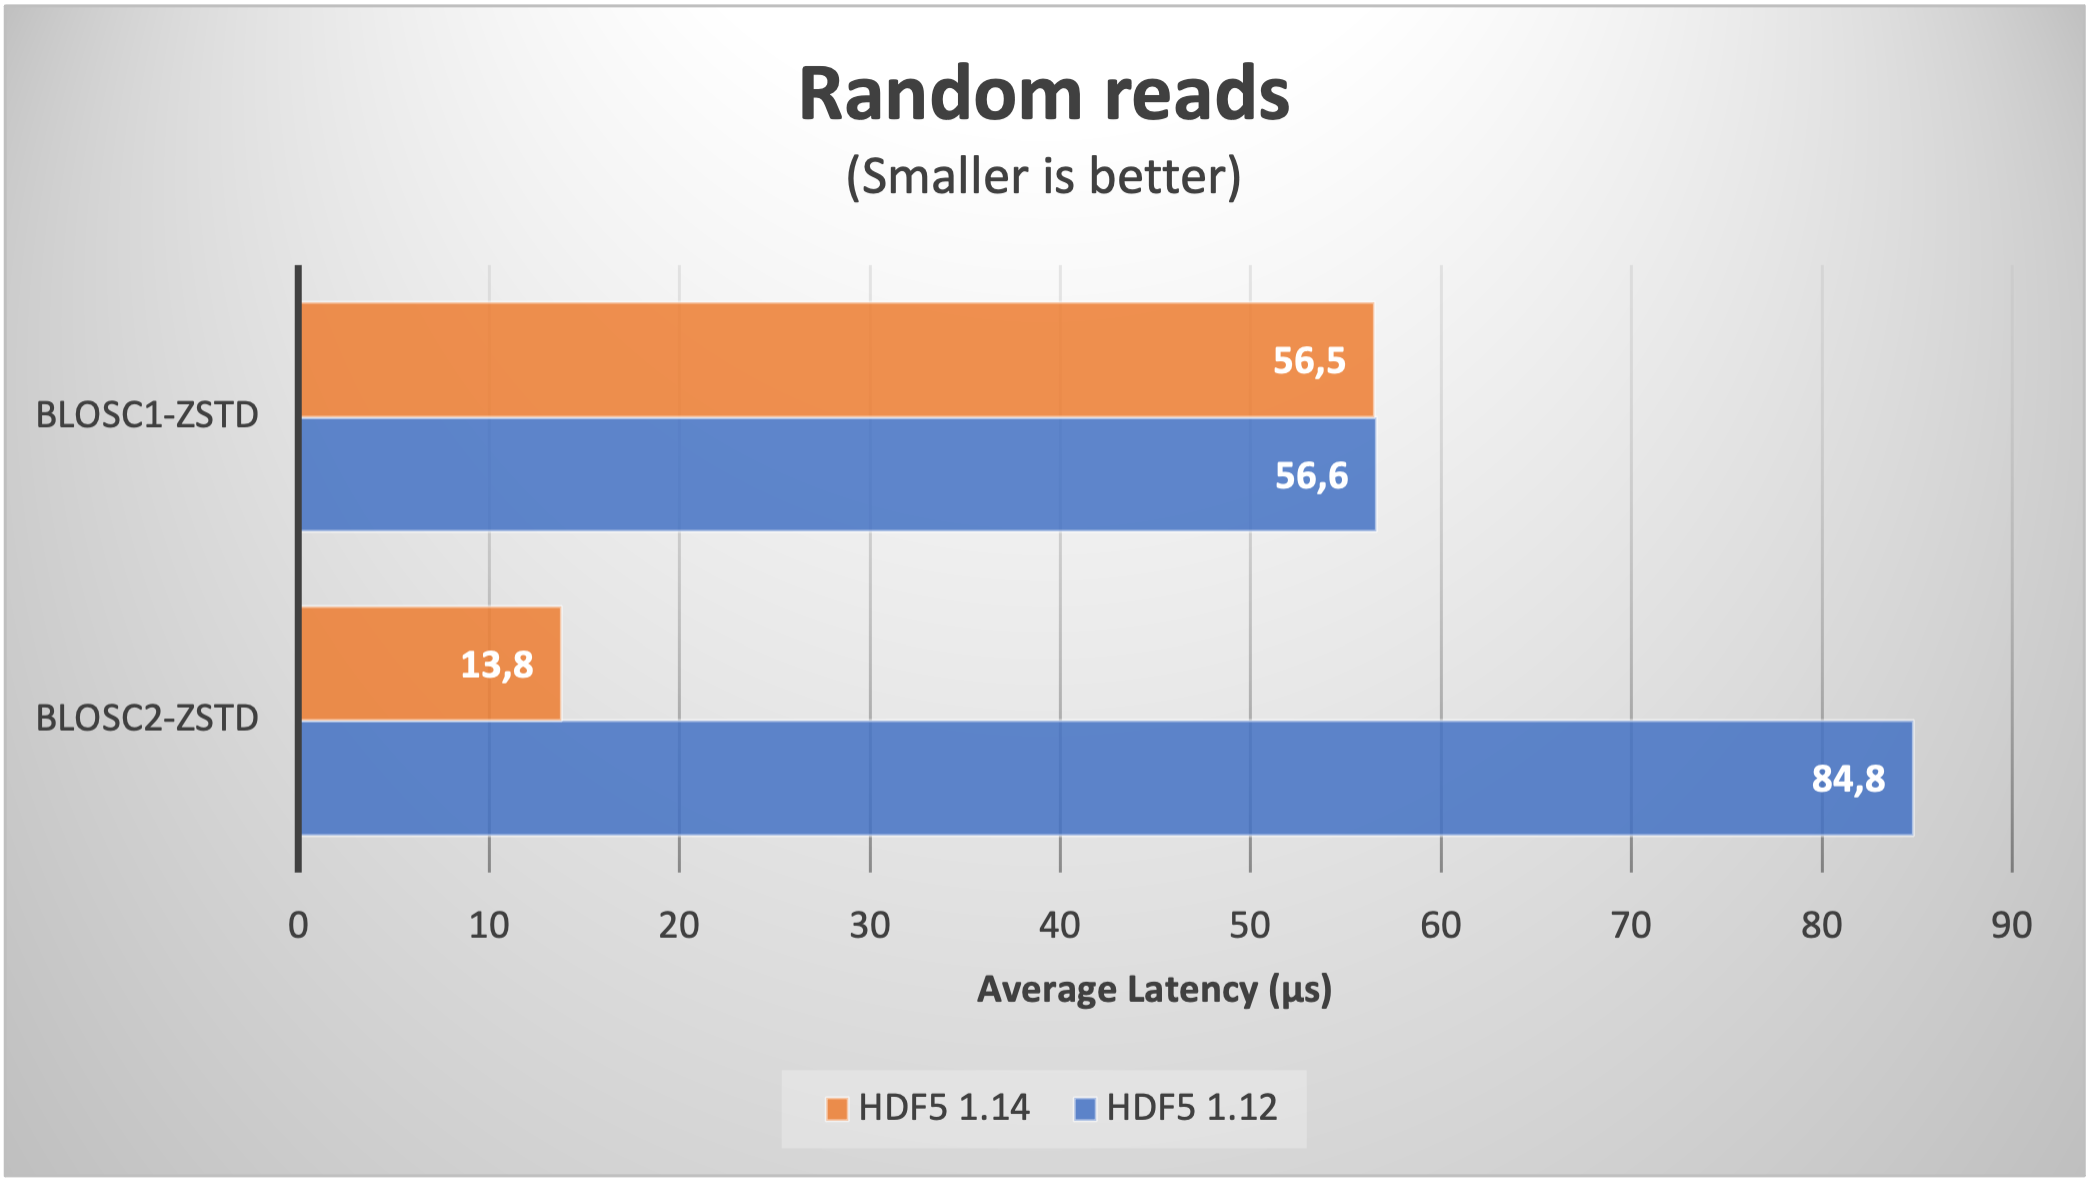 Random reads
(Smaller is better)
BLOSC1-ZSTD
56,5
56,6
BLOSC2-ZSTD
13,8
84,8
0 10 20 30 40 50 60 70 80 90
Average Latency (µs)
HDF5 1.14 HDF5 1.12